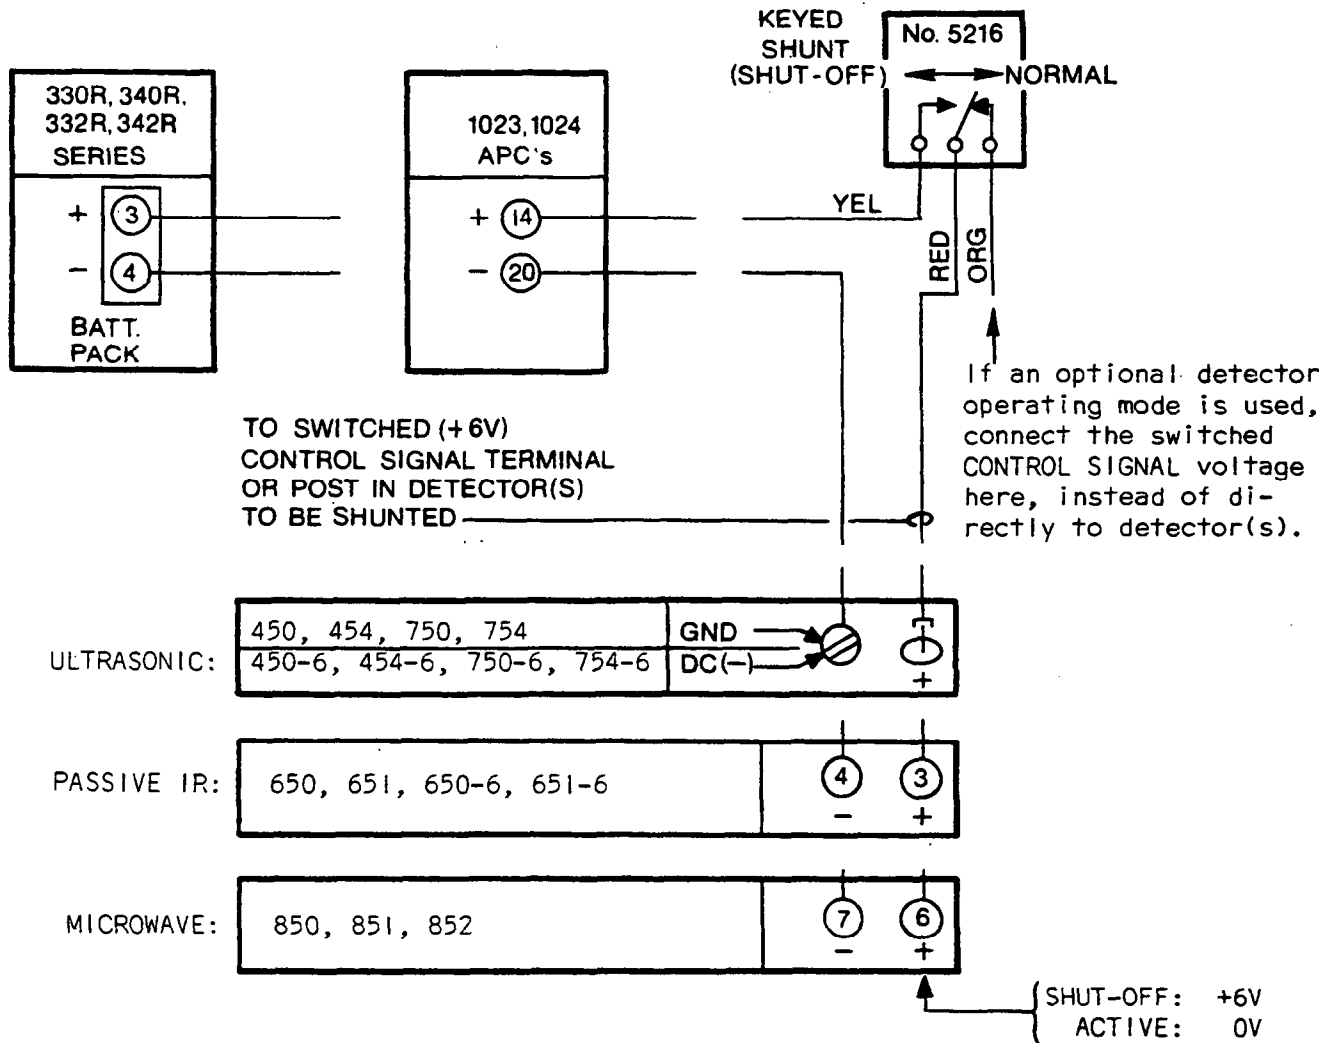 KEYED
SHUNT
(SHUT-OFF)
No. 5216
NORMAL
330R, 340R,
332R, 342R
SERIES
+ 3
- 4
BATT.
PACK
1023, 1024
APC's
+ 14
- 20
YEL
RED
ORG
If an optional detector
operating mode is used,
connect the switched
CONTROL SIGNAL voltage
here, instead of di-
rectly to detector(s).
TO SWITCHED (+6V)
CONTROL SIGNAL TERMINAL
OR POST IN DETECTOR(S)
TO BE SHUNTED
ULTRASONIC:
450, 454, 750, 754
GND
450-6, 454-6, 750-6, 754-6
DC(-)
+
PASSIVE IR:
650, 651, 650-6, 651-6
4 3
- +
MICROWAVE:
850, 851, 852
7 6
- +
SHUT-OFF: +6V
ACTIVE: 0V